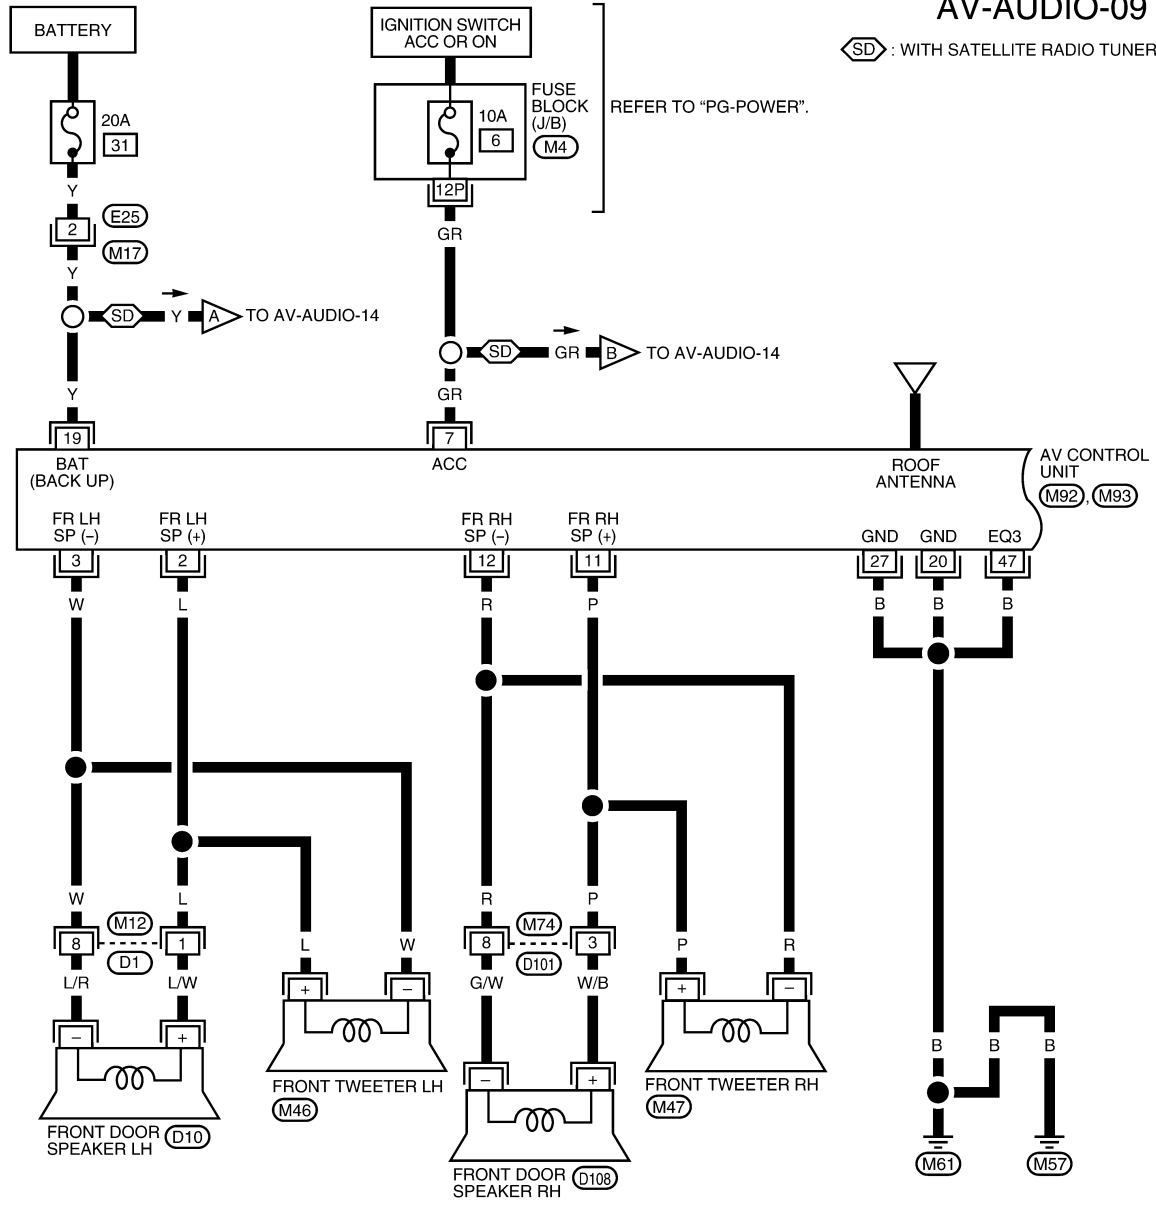 AV-AUDIO-09
SD : WITH SATELLITE RADIO TUNER
BATTERY
IGNITION SWITCH
ACC OR ON
20A
31
10A
6
FUSE
BLOCK
(J/B)
M4
REFER TO “PG-POWER”.
12P
Y
GR
2
E25
M17
Y
SD
Y
A
TO AV-AUDIO-14
SD
GR
B
TO AV-AUDIO-14
Y
GR
19
7
BAT
(BACK UP)
ACC
ROOF
ANTENNA
AV CONTROL
UNIT
M92 , M93
FR LH
SP (–)
FR LH
SP (+)
FR RH
SP (–)
FR RH
SP (+)
GND
GND
EQ3
3
2
12
11
27
20
47
W
L
R
P
B
B
B
W
L
R
P
8
M12
D1
1
8
M74
D101
3
L
W
P
R
L/R
L/W
G/W
W/B
+
–
+
–
–
+
–
+
B
B
B
FRONT TWEETER LH
M46
FRONT TWEETER RH
M47
FRONT DOOR
SPEAKER LH
D10
FRONT DOOR
SPEAKER RH
D108
M61
M57